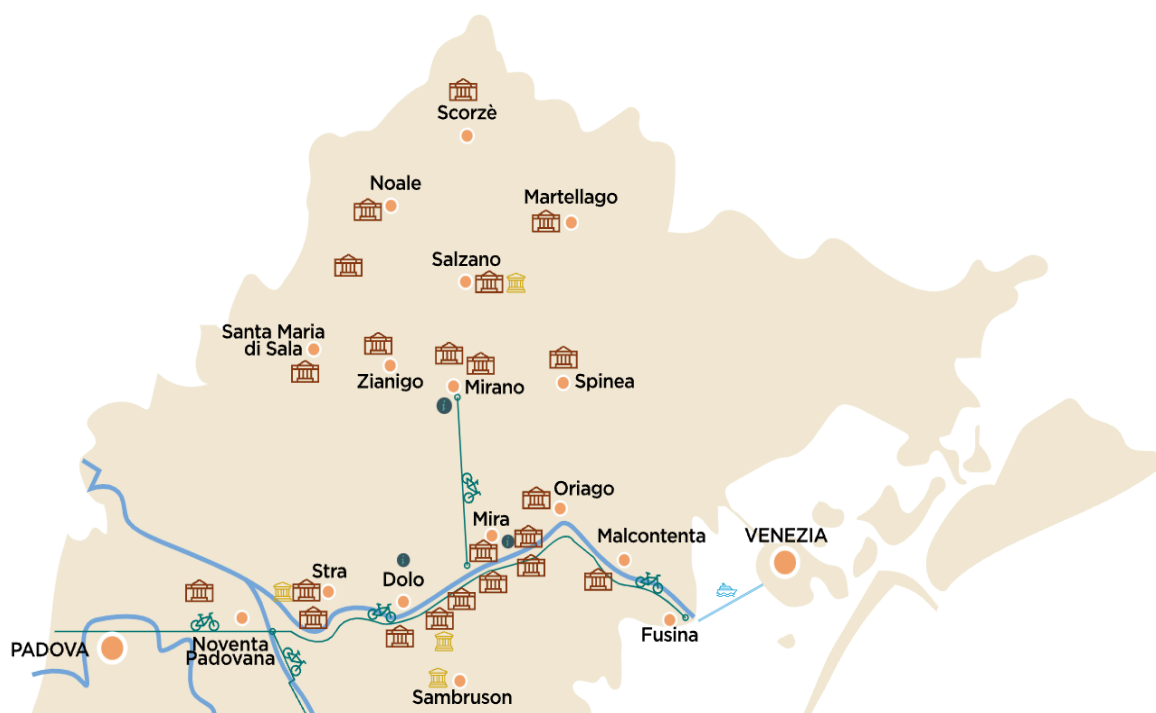 Scorzè
Noale
Martellago
Salzano
Santa Maria
di Sala
Zianigo
Mirano
Spinea
Oriago
Mira
Malcontenta
VENEZIA
Stra
Dolo
Fusina
Noventa
Padovana
PADOVA
Sambruson